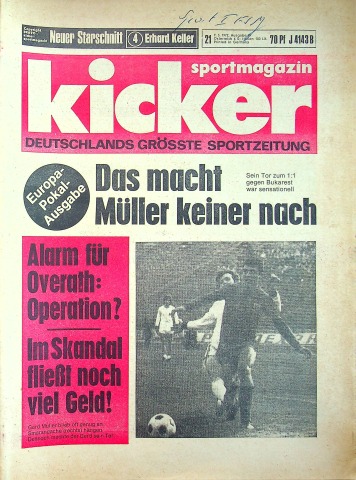 Neuer Starschnitt 4 Erhard Keller
21
70 Pf J 4143 B
sportmagazin
kicker
DEUTSCHLANDS GRÖSSTE SPORTZEITUNG
Europa-
Pokal-
Ausgabe
Das macht
Müller keiner nach
Sein Tor zum 1:1
gegen Bukarest
war sensationell
Alarm für
Overath:
Operation?
Im Skandal
fließt noch
viel Geld!